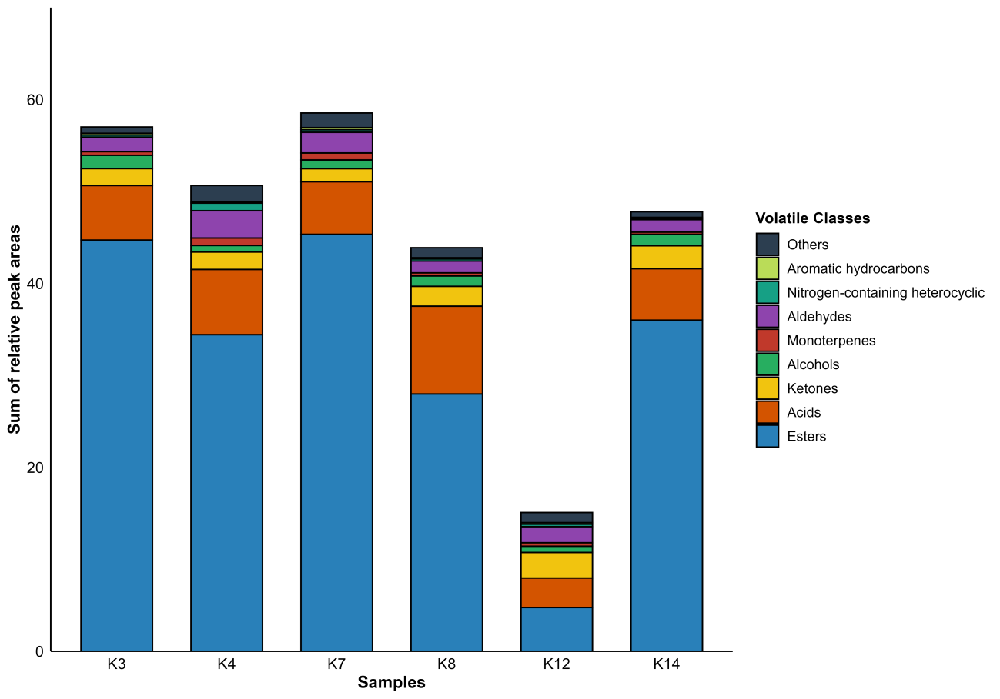 Sum of relative peak areas
60
40
20
0
K3 K4 K7 K8 K12 K14
Samples
Volatile Classes
Others
Aromatic hydrocarbons
Nitrogen-containing heterocyclic
Aldehydes
Monoterpenes
Alcohols
Ketones
Acids
Esters